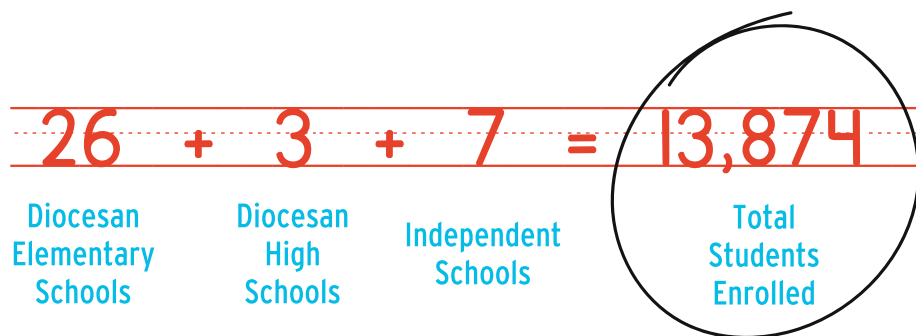 26 + 3 + 7 = 13,874
Diocesan
Elementary
Schools
Diocesan
High
Schools
Independent
Schools
Total
Students
Enrolled